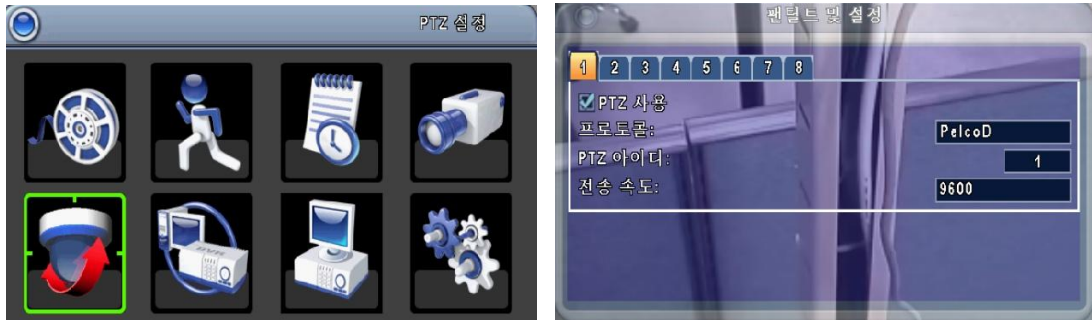 PTZ 설정
팬틸트 및 설정
1 2 3 4 5 6 7 8
PTZ 사용
프로토콜: PelcoD
PTZ 아이디: 1
전송 속도: 9600